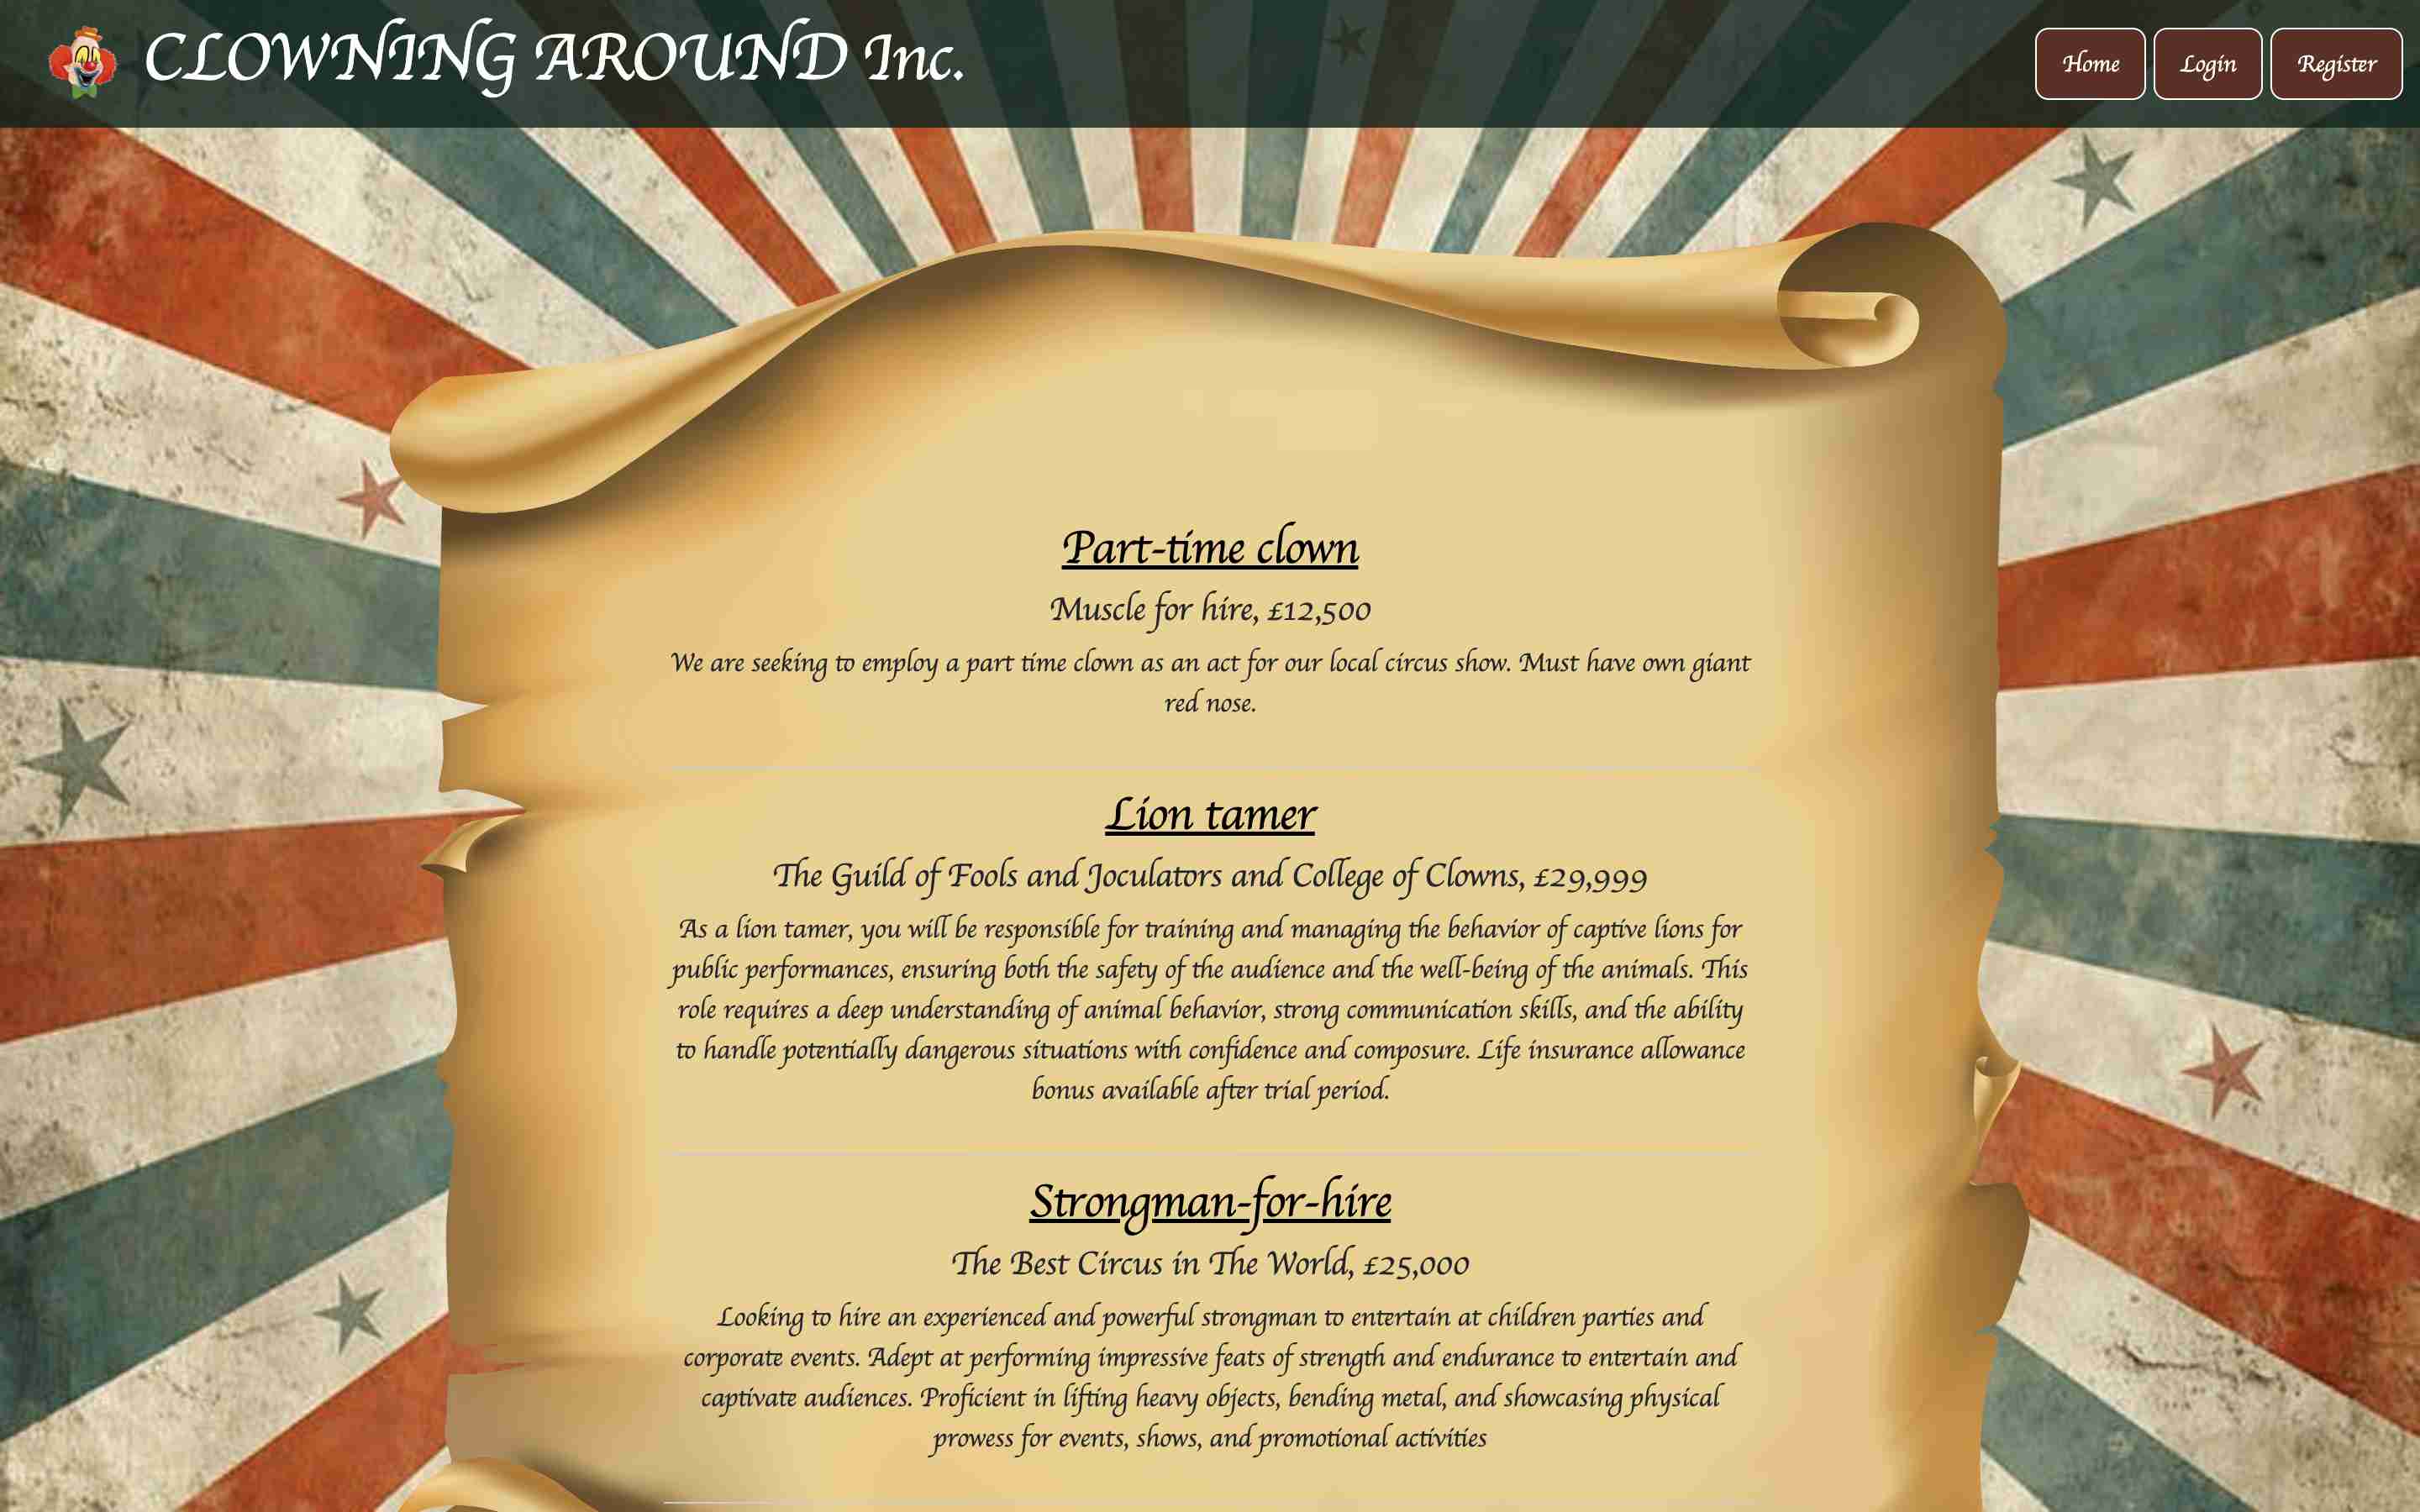 CLOWNING AROUND Inc.
Home
Login
Register
Part-time clown
Muscle for hire, £12,500
We are seeking to employ a part time clown as an act for our local circus show. Must have own giant
red nose.
Lion tamer
The Guild of Fools and Joculators and College of Clowns, £29,999
As a lion tamer, you will be responsible for training and managing the behavior of captive lions for
public performances, ensuring both the safety of the audience and the well-being of the animals. This
role requires a deep understanding of animal behavior, strong communication skills, and the ability
to handle potentially dangerous situations with confidence and composure. Life insurance allowance
bonus available after trial period.
Strongman-for-hire
The Best Circus in The World, £25,000
Looking to hire an experienced and powerful strongman to entertain at children parties and
corporate events. Adept at performing impressive feats of strength and endurance to entertain and
captivate audiences. Proficient in lifting heavy objects, bending metal, and showcasing physical
prowess for events, shows, and promotional activities